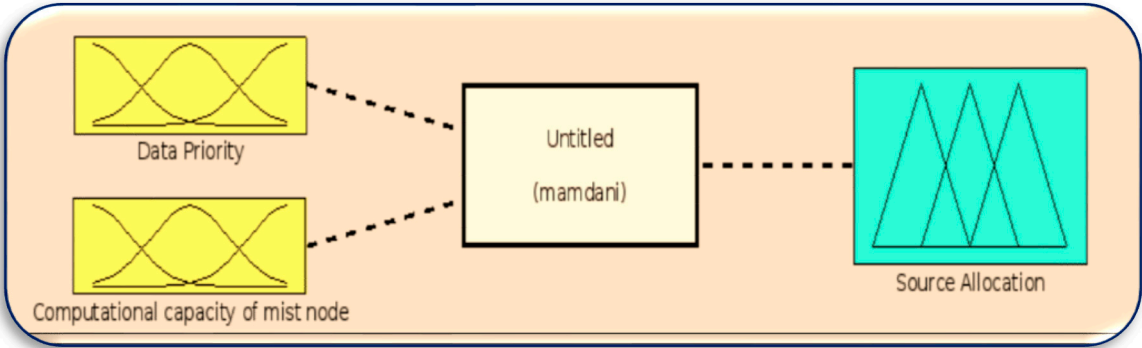 Data Priority
Untitled
(mamdani)
Source Allocation
Computational capacity of mist node